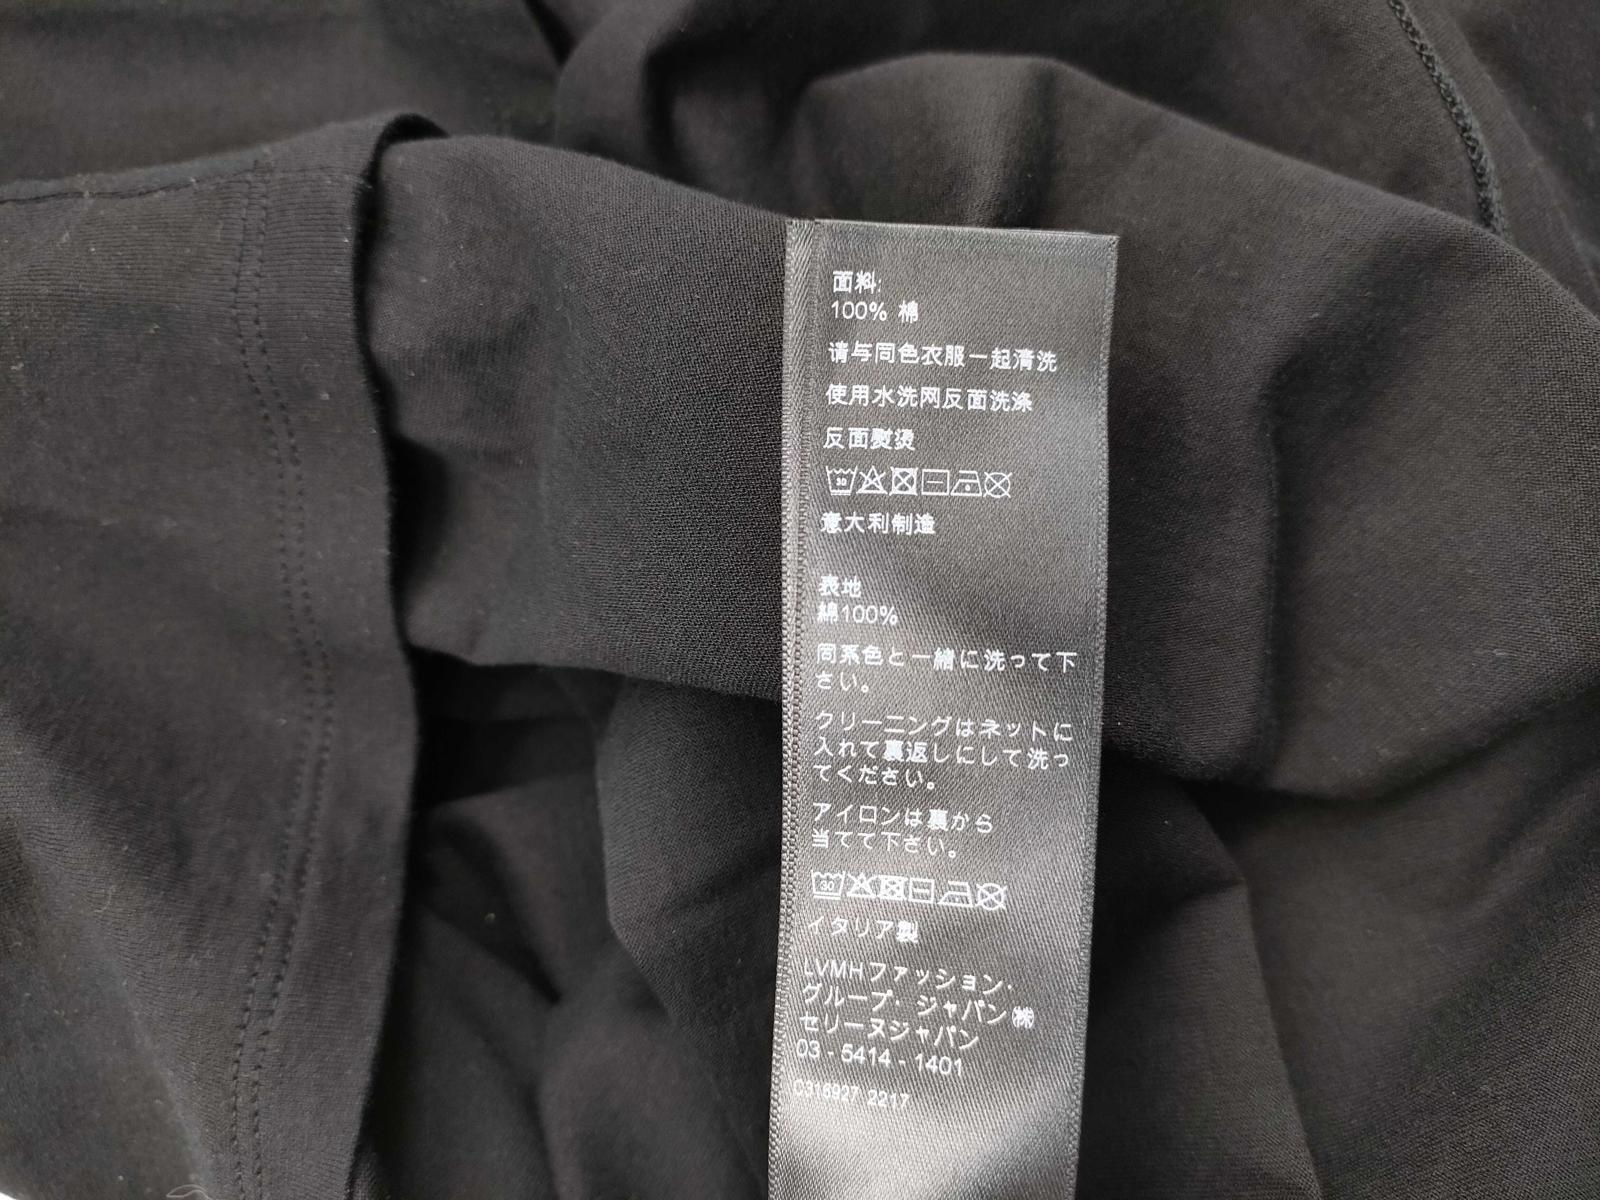 面料:
100% 棉
请与同色衣服一起清洗
使用水洗网反面洗涤
反面熨烫
30
意大利制造
表地
綿100%
同系色と一緒に洗って下
さい。
クリーニングはネットに
入れて裏返しにして洗っ
てください。
アイロンは裏から
当てて下さい。
30
イタリア製
LVMHファッション・
グループ・ジャパン㈱
セリーヌジャパン
03 - 5414 - 1401
C316927 2217